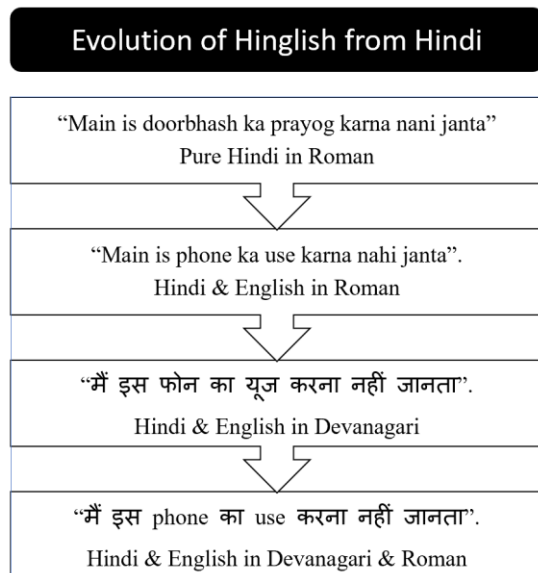 Evolution of Hinglish from Hindi
“Main is doorbhash ka prayog karna nani janta”
Pure Hindi in Roman
“Main is phone ka use karna nahi janta”.
Hindi & English in Roman
“मैं इस फोन का यूज करना नहीं जानता”.
Hindi & English in Devanagari
“मैं इस phone का use करना नहीं जानता”.
Hindi & English in Devanagari & Roman